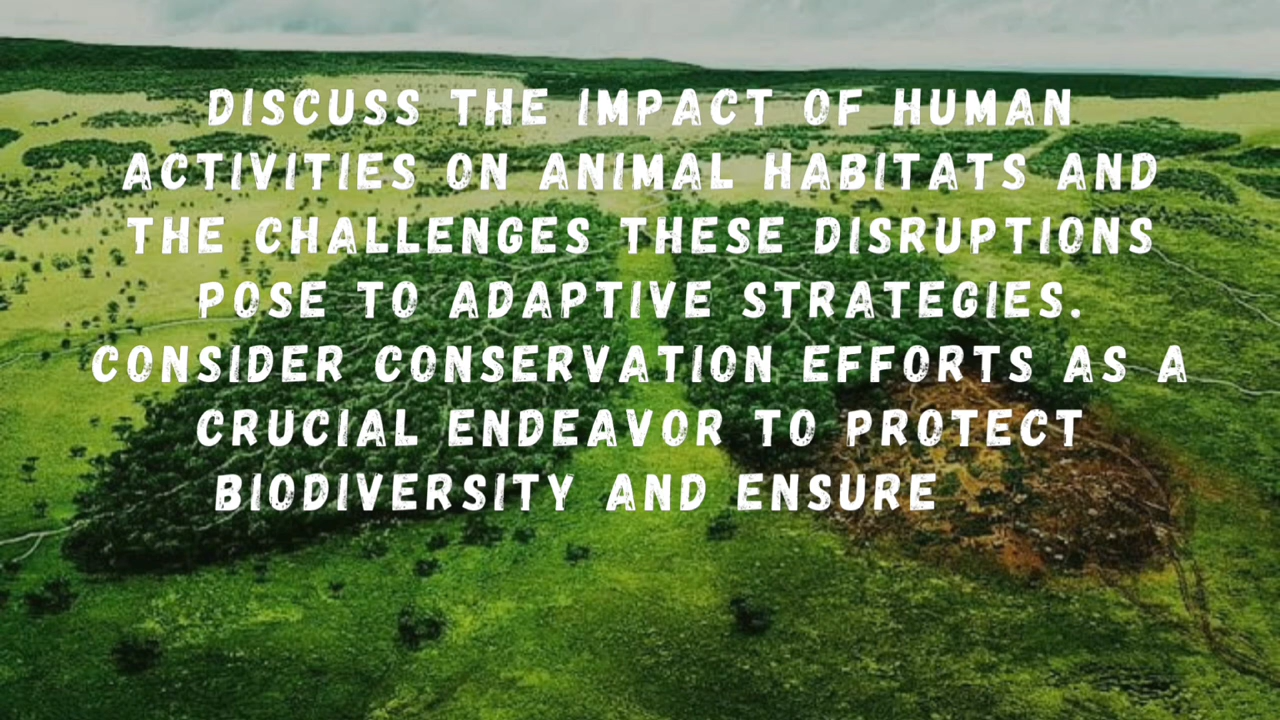 DISCUSS THE IMPACT OF HUMAN
ACTIVITIES ON ANIMAL HABITATS AND
THE CHALLENGES THESE DISRUPTIONS
POSE TO ADAPTIVE STRATEGIES.
CONSIDER CONSERVATION EFFORTS AS A
CRUCIAL ENDEAVOR TO PROTECT
BIODIVERSITY AND ENSURE